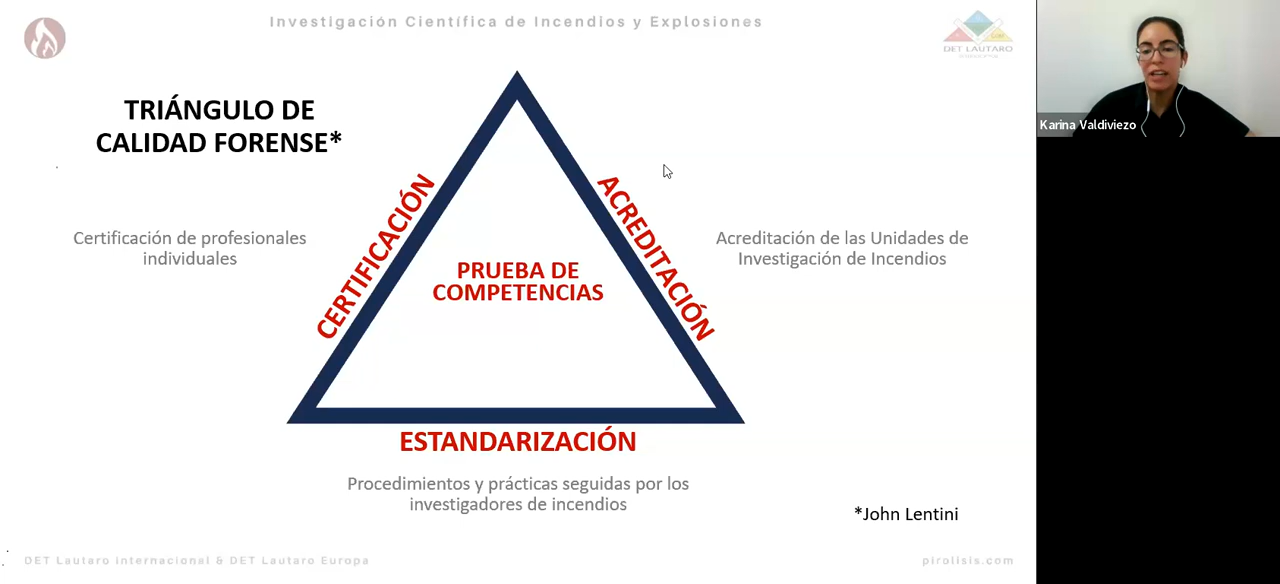 Investigación Científica de Incendios y Explosiones
DET LAUTARO
TRIÁNGULO DE
CALIDAD FORENSE*
Karina Valdiviezo
CERTIFICACIÓN
ACREDITACIÓN
Certificación de profesionales
individuales
Acreditación de las Unidades de
Investigación de Incendios
PRUEBA DE
COMPETENCIAS
ESTANDARIZACIÓN
Procedimientos y prácticas seguidas por los
investigadores de incendios
*John Lentini
DET Lautaro internacional & DET Lautaro Europa
pirolisis.com